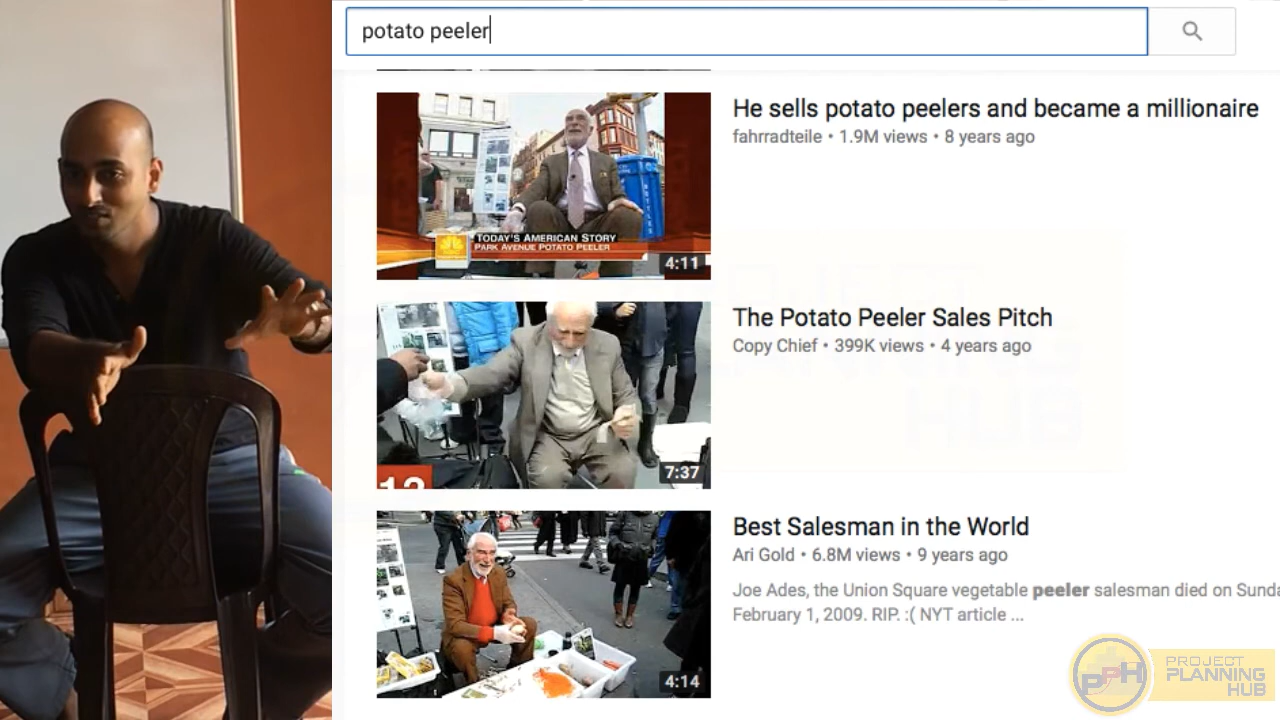 potato peeler
He sells potato peelers and became a millionaire
fahrradteile • 1.9M views • 8 years ago
TODAY'S AMERICAN STORY
PARK AVENUE POTATO PEELER
4:11
The Potato Peeler Sales Pitch
Copy Chief • 399K views • 4 years ago
12
7:37
Best Salesman in the World
Ari Gold • 6.8M views • 9 years ago
Joe Ades, the Union Square vegetable peeler salesman died on Sunda
February 1, 2009. RIP. :( NYT article ...
4:14
PPH
PROJECT
PLANNING
HUB